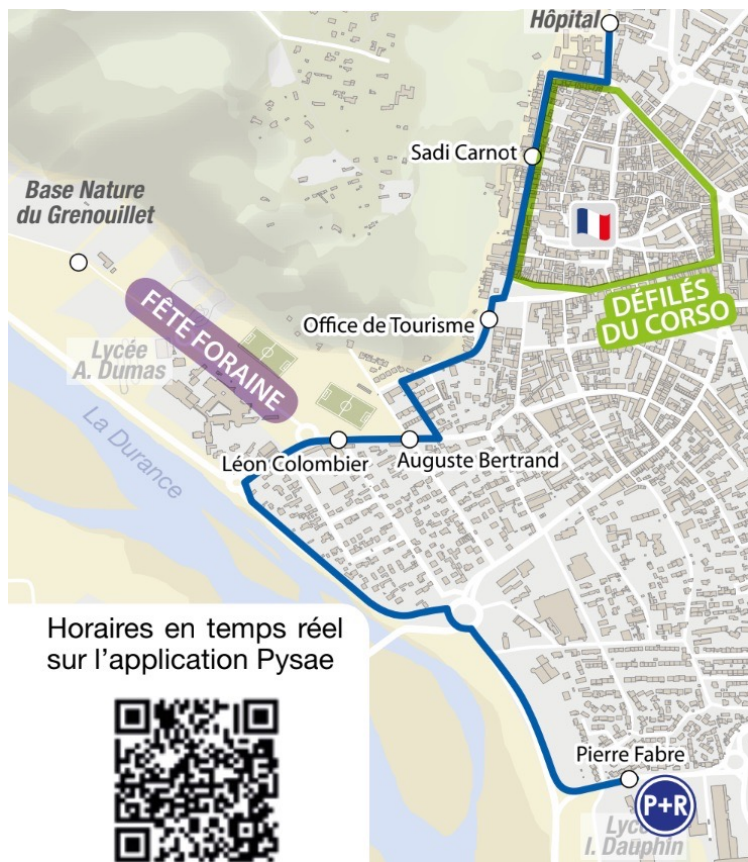 Hôpital
Sadi Carnot
Base Nature
du Grenouillet
FÊTE FORAINE
Office de Tourisme
DÉFILÉS
DU CORSO
Lycée
A. Dumas
La Durance
Léon Colombier
Auguste Bertrand
Horaires en temps réel
sur l'application Pysae
Pierre Fabre
P+R
I. Dauphin